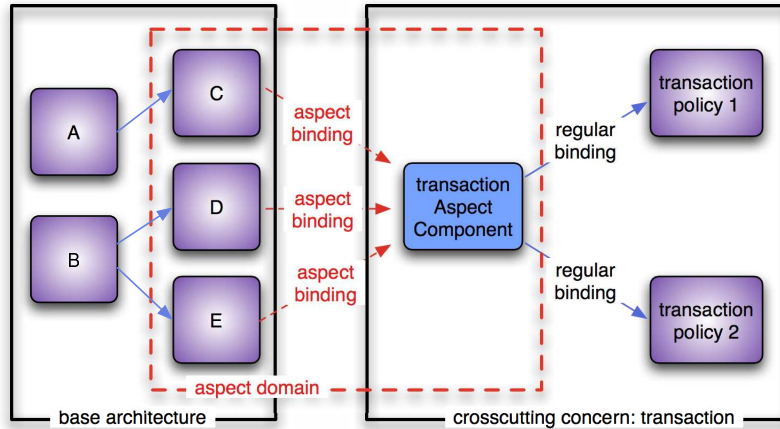 A
B
C
D
E
aspect
binding
aspect
binding
aspect
binding
transaction
Aspect
Component
regular
binding
regular
binding
transaction
policy 1
transaction
policy 2
aspect domain
base architecture
crosscutting concern: transaction